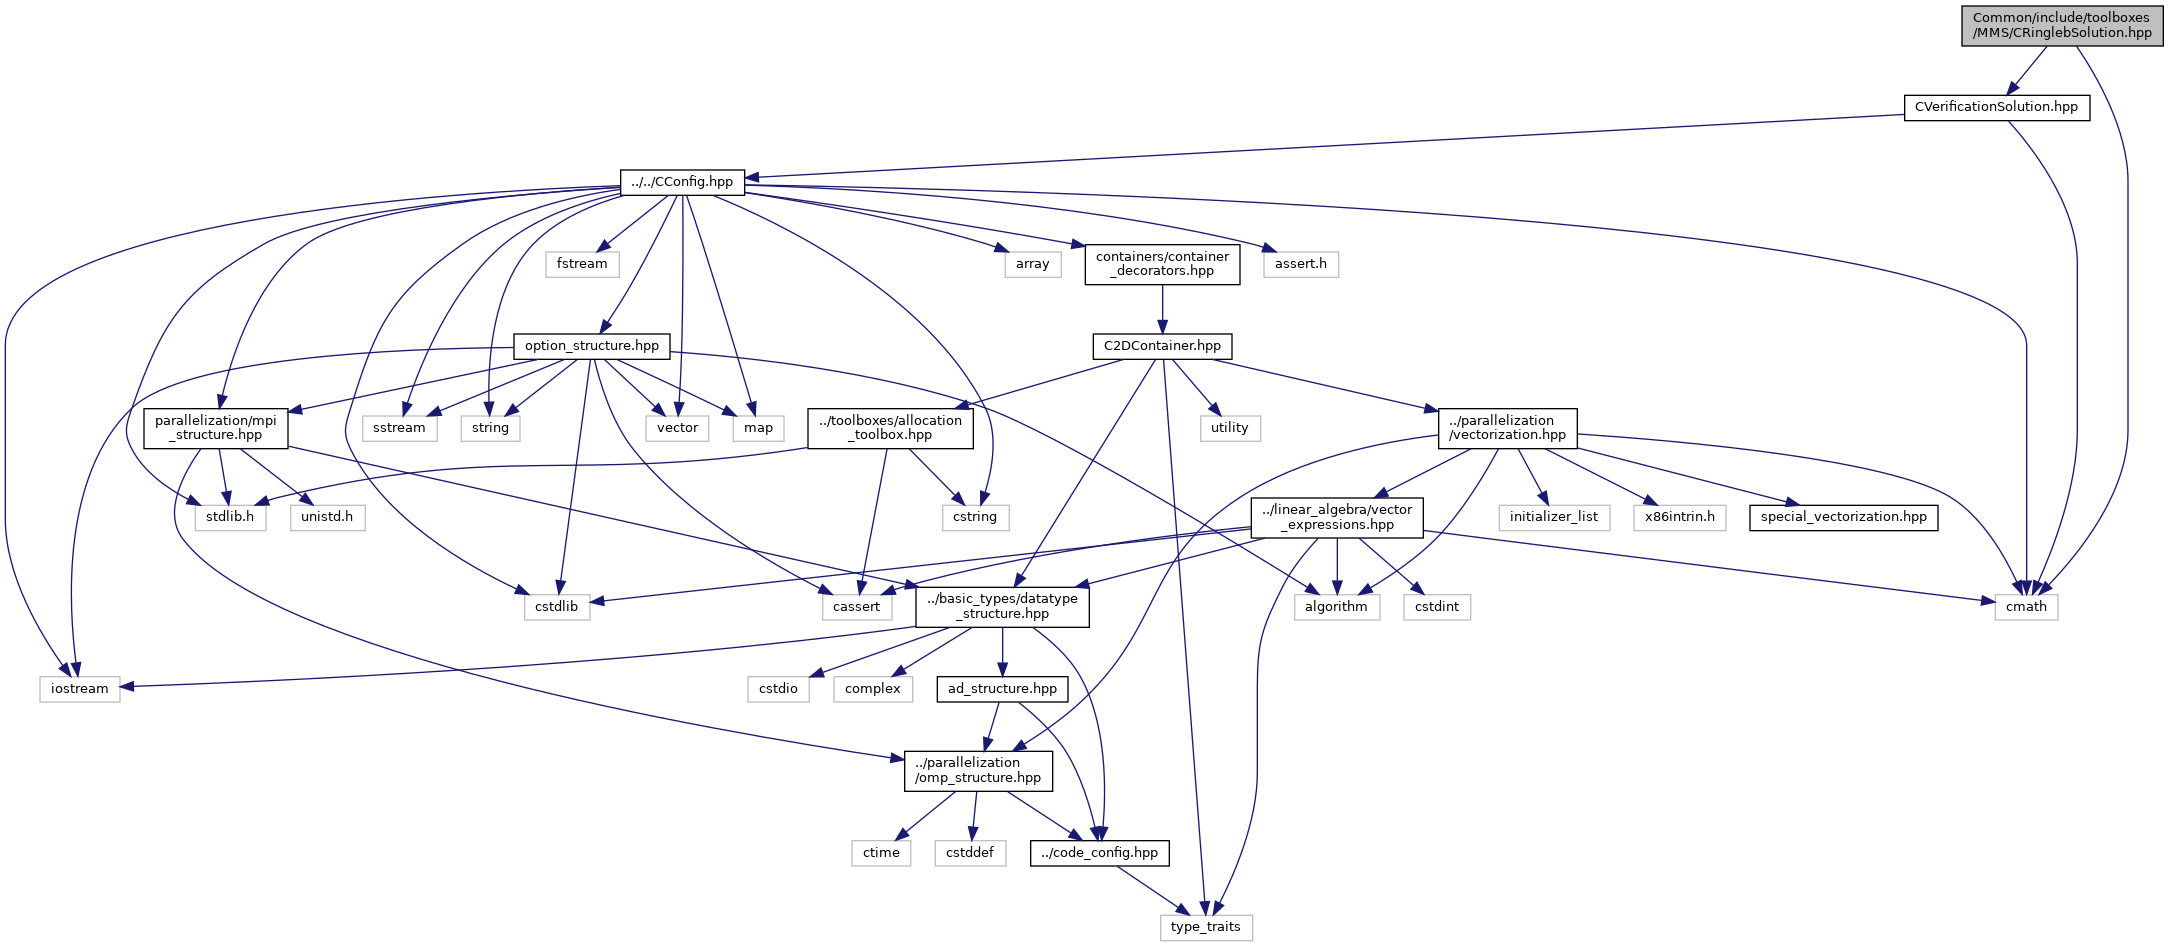 Common/include/toolboxes
/MMS/CRinglebSolution.hpp
CVerificationSolution.hpp
../../CConfig.hpp
fstream
array
containers/container
_decorators.hpp
assert.h
option_structure.hpp
C2DContainer.hpp
parallelization/mpi
_structure.hpp
sstream
string
vector
map
../toolboxes/allocation
_toolbox.hpp
utility
../parallelization
/vectorization.hpp
stdlib.h
unistd.h
cstring
../linear_algebra/vector
_expressions.hpp
initializer_list
x86intrin.h
special_vectorization.hpp
cstdlib
cassert
../basic_types/datatype
_structure.hpp
algorithm
cstdint
cmath
iostream
cstdio
complex
ad_structure.hpp
../parallelization
/omp_structure.hpp
ctime
cstddef
../code_config.hpp
type_traits